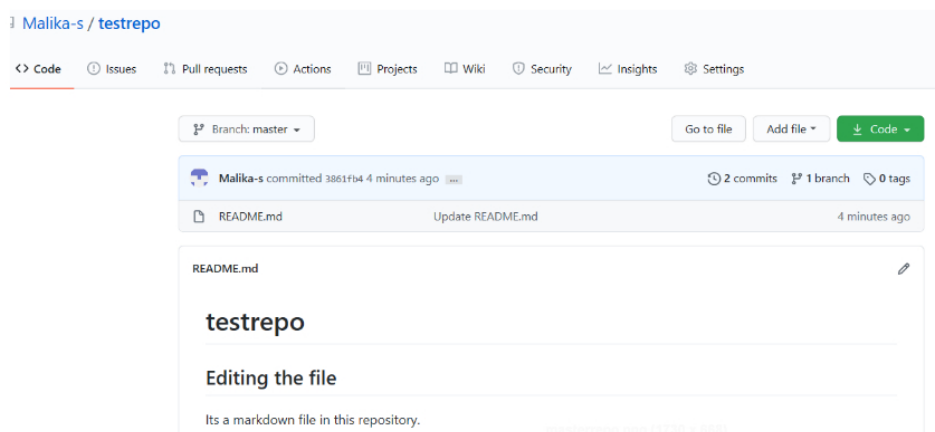 Malika-s / testrepo
<> Code Issues Pull requests Actions Projects Wiki Security Insights Settings
Branch: master Go to file Add file Code
Malika-s committed 3861fb4 4 minutes ago ... 2 commits 1 branch 0 tags
README.md Update README.md 4 minutes ago
README.md
testrepo
Editing the file
Its a markdown file in this repository.